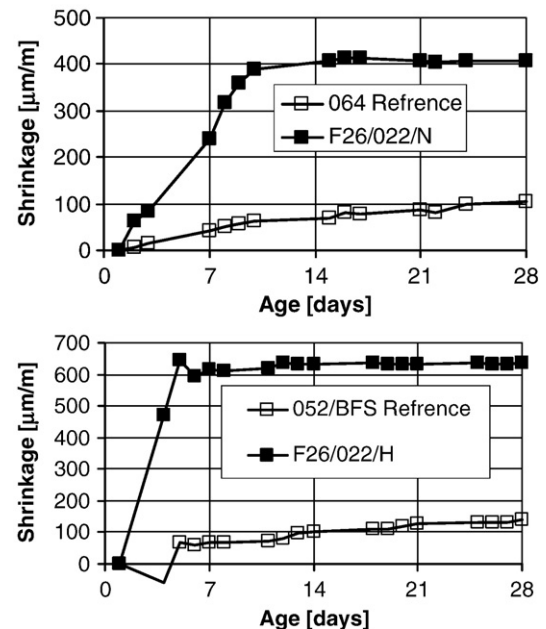 500
400
300
200
100
0
Shrinkage [µm/m]
064 Refrence
F26/022/N
0 7 14 21 28
Age [days]
700
600
500
400
300
200
100
0
Shrinkage [µm/m]
052/BFS Refrence
F26/022/H
0 7 14 21 28
Age [days]